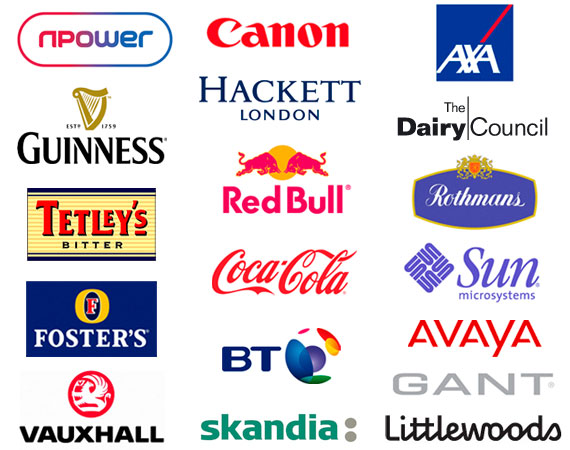 npower
Canon
AXA
ESTD 1759
GUINNESS®
HACKETT
LONDON
The
Dairy Council
TETLEY'S
BITTER
Red Bull®
Rothmans®
F
FOSTER'S®
Coca-Cola®
Sun®
microsystems
BT
AVAYA
VAUXHALL
skandia
GANT®
Littlewoods